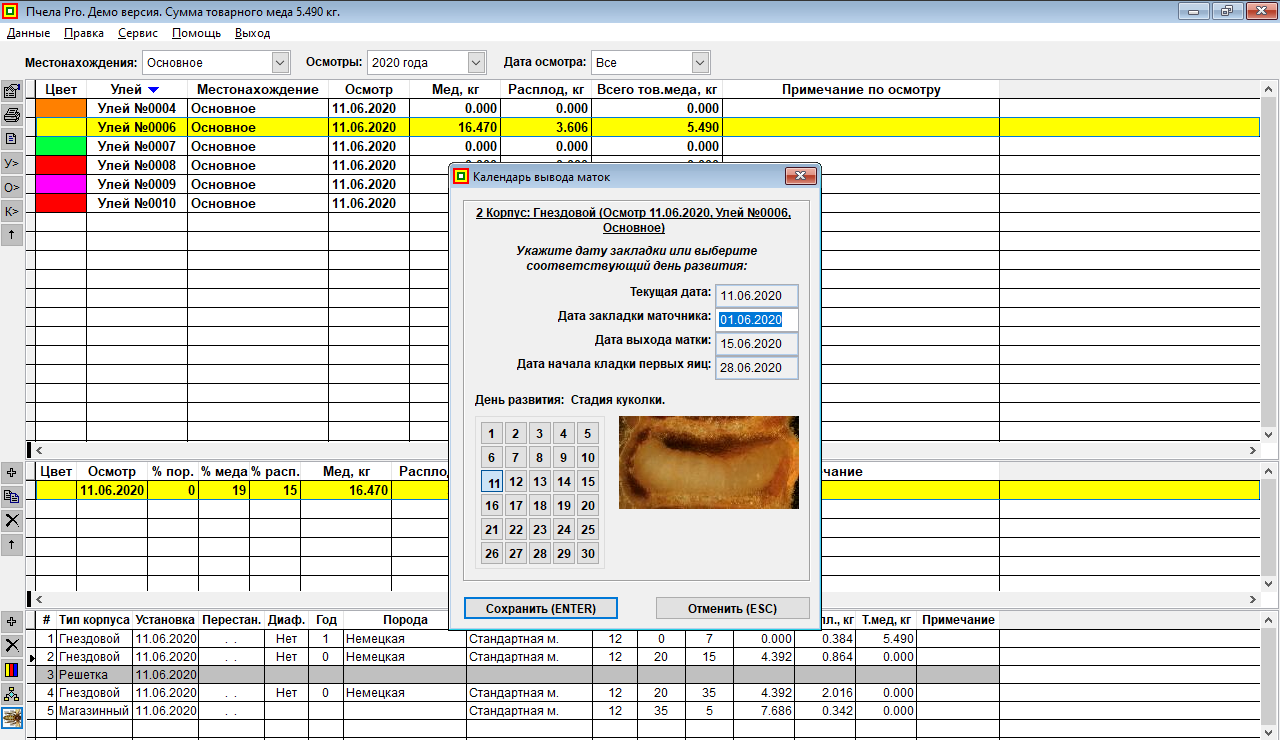 Пчела Pro. Демо версия. Сумма товарного меда 5.490 кг.
Данные Правка Сервис Помощь Выход
Местонахождения: Основное Осмотры: 2020 года Дата осмотра: Все
Цвет Улей Местонахождение Осмотр Мед, кг Расплод, кг Всего тов.меда, кг Примечание по осмотру
Улей №0004 Основное 11.06.2020 0.000 0.000 0.000
Улей №0006 Основное 11.06.2020 16.470 3.606 5.490
Улей №0007 Основное 11.06.2020 0.000 0.000 0.000
У> Улей №0008 Основное 11.06.2020
О> Улей №0009 Основное 11.06.2020
К> Улей №0010 Основное 11.06.2020
Календарь вывода маток
2 Корпус: Гнездовой (Осмотр 11.06.2020, Улей №0006,
Основное)
Укажите дату закладки или выберите
соответствующий день развития:
Текущая дата: 11.06.2020
Дата закладки маточника: 01.06.2020
Дата выхода матки: 15.06.2020
Дата начала кладки первых яиц: 28.06.2020
День развития: Стадия куколки.
1 2 3 4 5
6 7 8 9 10
11 12 13 14 15
16 17 18 19 20
21 22 23 24 25
26 27 28 29 30
Сохранить (ENTER) Отменить (ESC)
Цвет Осмотр % пор. % меда % расп. Мед, кг Расплод чание
11.06.2020 0 19 15 16.470
# Тип корпуса Установка Перестан. Диаф. Год Порода пл., кг Т.мед, кг Примечание
1 Гнездовой 11.06.2020 . . Нет 1 Немецкая Стандартная м. 12 0 7 0.000 0.384 5.490
2 Гнездовой 11.06.2020 . . Нет 0 Немецкая Стандартная м. 12 20 15 4.392 0.864 0.000
3 Решетка 11.06.2020
4 Гнездовой 11.06.2020 . . Нет 0 Немецкая Стандартная м. 12 20 35 4.392 2.016 0.000
5 Магазинный 11.06.2020 . . Стандартная м. 12 35 5 7.686 0.342 0.000